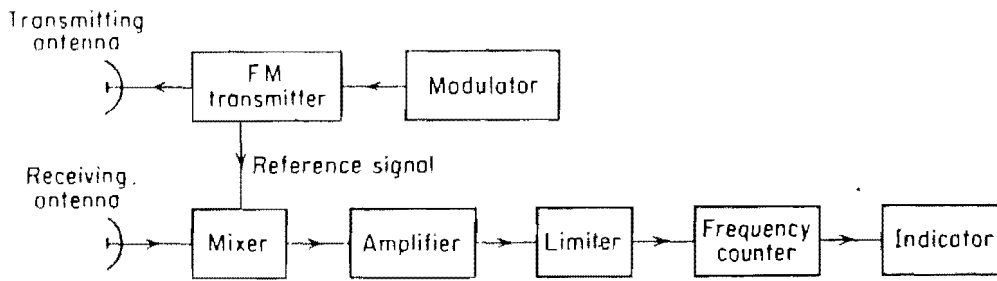 Transmitting
antenna
FM
transmitter
Modulator
Reference signal
Receiving.
antenna
Mixer
Amplifier
Limiter
Frequency
counter
Indicator